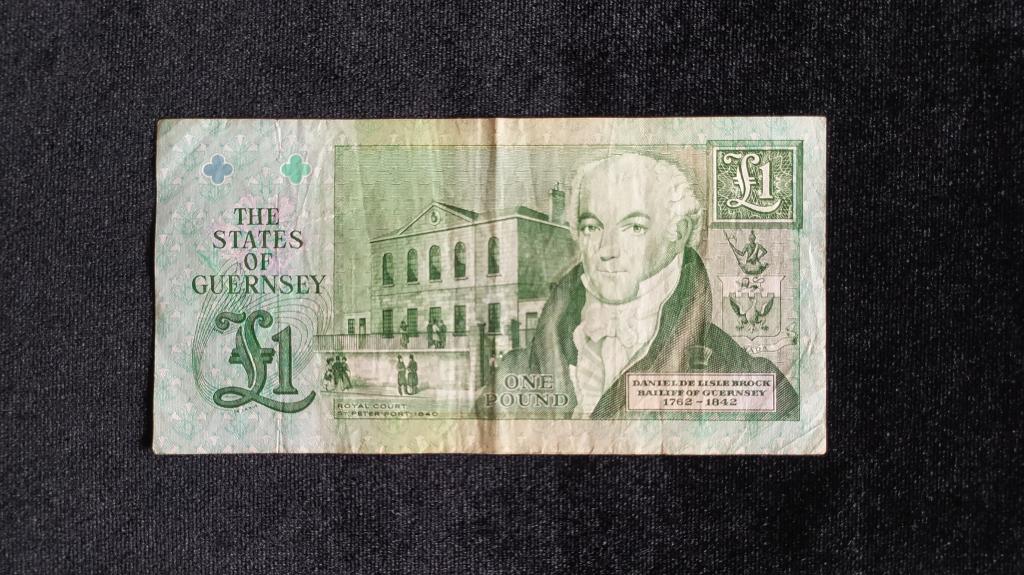 THE
STATES
OF
GUERNSEY
£1
£1
ROYAL COURT,
ST PETER PORT 1840
ONE
POUND
DANIEL DE LISLE BROCK
BAILIFF OF GUERNSEY
1762 - 1842